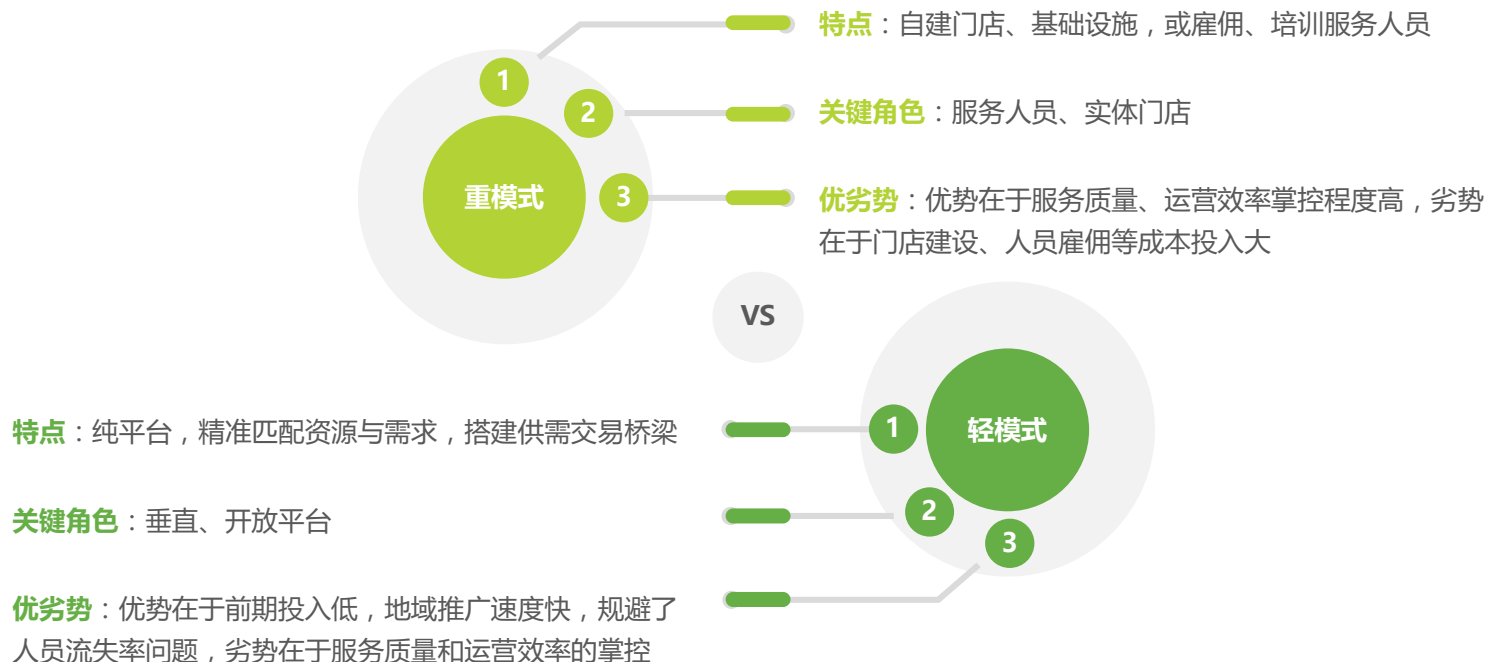 特点：自建门店、基础设施，或雇佣、培训服务人员
1
2
关键角色：服务人员、实体门店
重模式
3
优劣势：优势在于服务质量、运营效率掌控程度高，劣势
在于门店建设、人员雇佣等成本投入大
VS
特点：纯平台，精准匹配资源与需求，搭建供需交易桥梁
1
轻模式
关键角色：垂直、开放平台
2
3
优劣势：优势在于前期投入低，地域推广速度快，规避了
人员流失率问题，劣势在于服务质量和运营效率的掌控